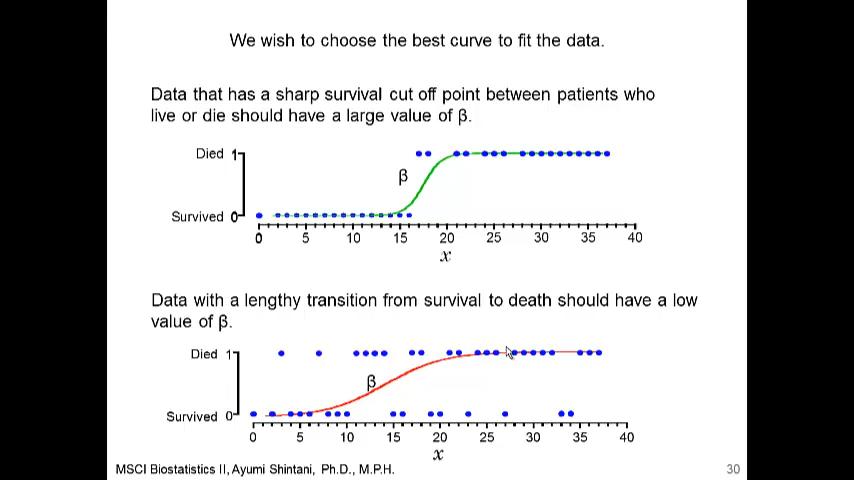 We wish to choose the best curve to fit the data.
Data that has a sharp survival cut off point between patients who
live or die should have a large value of β.
Died 1
β
Survived 0
0 5 10 15 20 25 30 35 40
x
Data with a lengthy transition from survival to death should have a low
value of β.
Died 1
β
Survived 0
0 5 10 15 20 25 30 35 40
x
MSCI Biostatistics II, Ayumi Shintani, Ph.D., M.P.H. 30